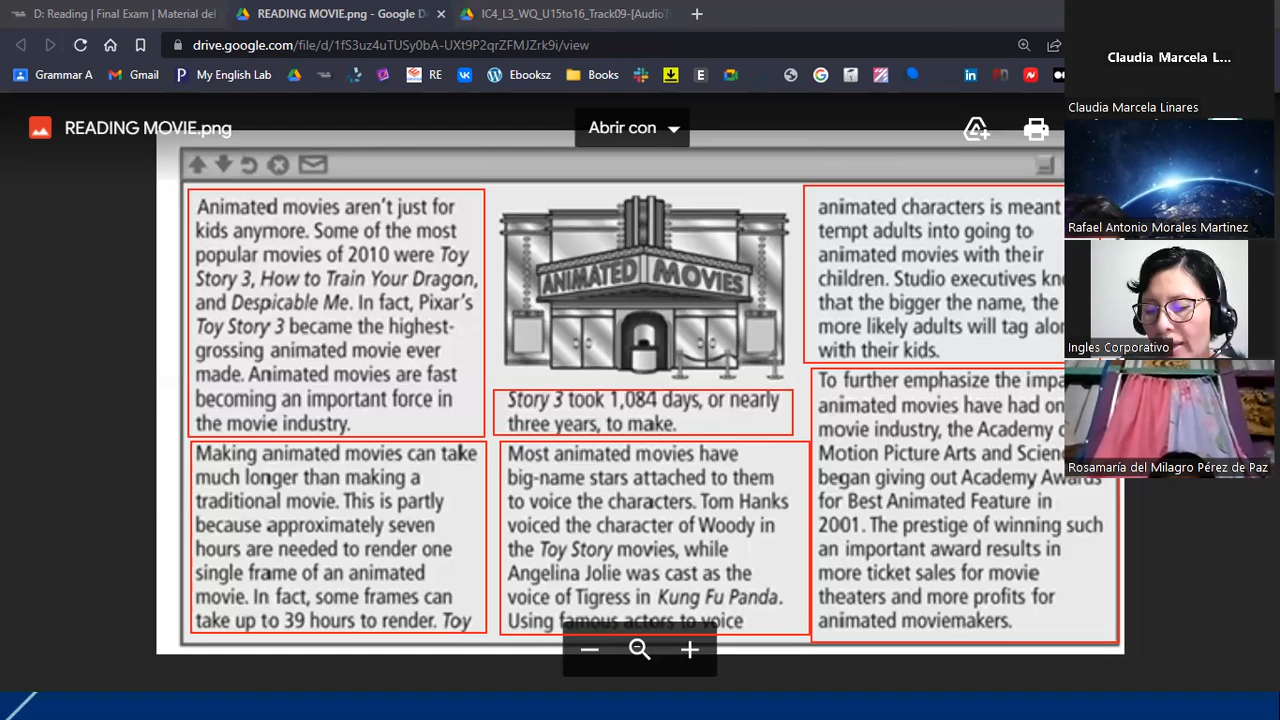 D: Reading | Final Exam | Material del
READING MOVIE.png - Google D
IC4_L3_WQ_U15to16_Track09-[AudioT
drive.google.com/file/d/1fS3uz4uTUSy0bA-UXt9P2qrZFMJZrk9i/view
Grammar A
Gmail
My English Lab
RE
Ebooksz
Books
READING MOVIE.png
Abrir con
Animated movies aren't just for
kids anymore. Some of the most
popular movies of 2010 were Toy
Story 3, How to Train Your Dragon,
and Despicable Me. In fact, Pixar's
Toy Story 3 became the highest-
grossing animated movie ever
made. Animated movies are fast
becoming an important force in
the movie industry.
Making animated movies can take
much longer than making a
traditional movie. This is partly
because approximately seven
hours are needed to render one
single frame of an animated
movie. In fact, some frames can
take up to 39 hours to render. Toy
ANIMATED MOVIES
Story 3 took 1,084 days, or nearly
three years, to make.
Most animated movies have
big-name stars attached to them
to voice the characters. Tom Hanks
voiced the character of Woody in
the Toy Story movies, while
Angelina Jolie was cast as the
voice of Tigress in Kung Fu Panda.
Using famous actors to voice
animated characters is meant
tempt adults into going to
animated movies with their
children. Studio executives kn
that the bigger the name, the
more likely adults will tag alon
with their kids.
To further emphasize the impa
animated movies have had on
movie industry, the Academy o
Motion Picture Arts and Scien
began giving out Academy Awards
for Best Animated Feature in
2001. The prestige of winning such
an important award results in
more ticket sales for movie
theaters and more profits for
animated moviemakers.
Claudia Marcela L...
Claudia Marcela Linares
Rafael Antonio Morales Martinez
Ingles Corporativo
Rosamaría del Milagro Pérez de Paz